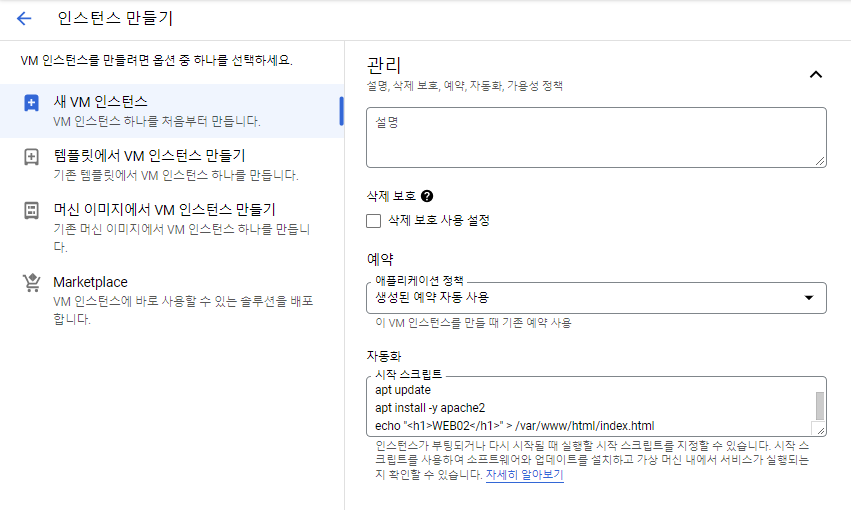 인스턴스 만들기
VM 인스턴스를 만들려면 옵션 중 하나를 선택하세요.
새 VM 인스턴스
VM 인스턴스 하나를 처음부터 만듭니다.
템플릿에서 VM 인스턴스 만들기
기존 템플릿에서 VM 인스턴스 하나를 만듭니다.
머신 이미지에서 VM 인스턴스 만들기
기존 머신 이미지에서 VM 인스턴스 하나를 만듭니
다.
Marketplace
VM 인스턴스에 바로 사용할 수 있는 솔루션을 배포
합니다.
관리
설명, 삭제 보호, 예약, 자동화, 가용성 정책
설명
삭제 보호
삭제 보호 사용 설정
예약
애플리케이션 정책
생성된 예약 자동 사용
이 VM 인스턴스를 만들 때 기존 예약 사용
자동화
시작 스크립트
apt update
apt install -y apache2
echo "<h1>WEB02</h1>" > /var/www/html/index.html
인스턴스가 부팅되거나 다시 시작될 때 실행할 시작 스크립트를 지정할 수 있습니다. 시작 스
크립트를 사용하여 소프트웨어와 업데이트를 설치하고 가상 머신 내에서 서비스가 실행되는
지 확인할 수 있습니다. 자세히 알아보기